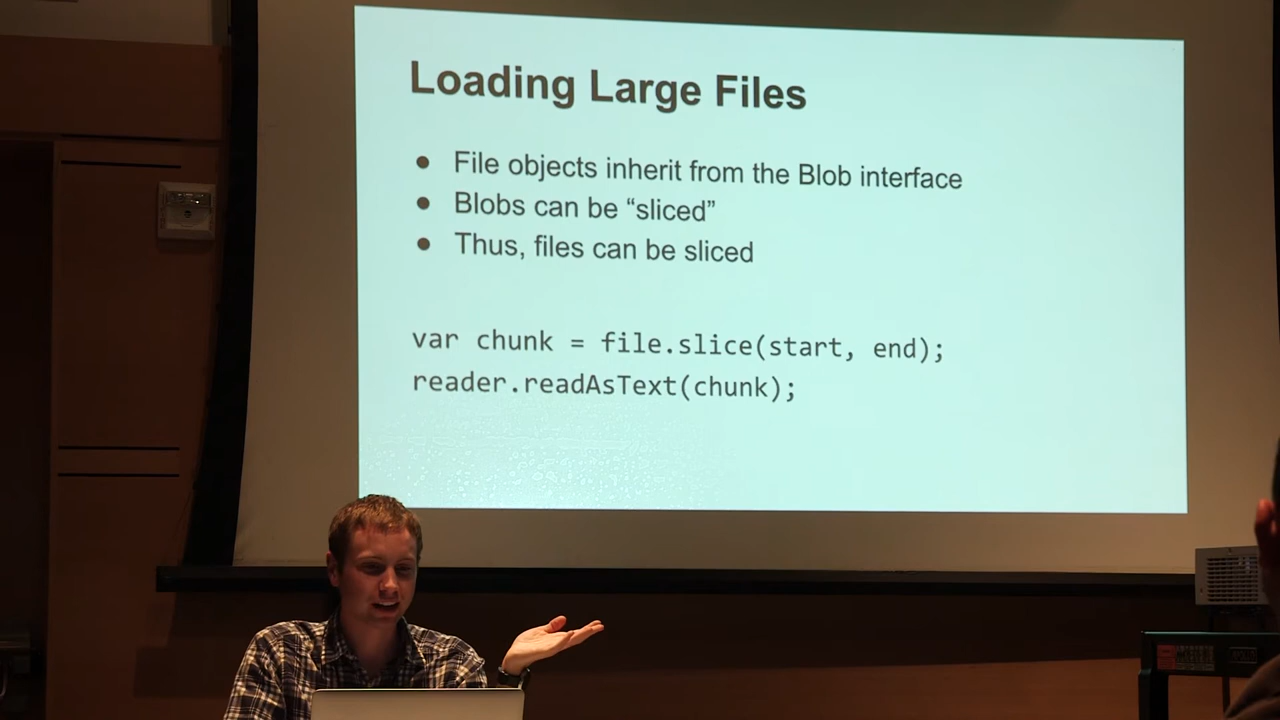 Loading Large Files
● File objects inherit from the Blob interface
● Blobs can be “sliced”
● Thus, files can be sliced
var chunk = file.slice(start, end);
reader.readAsText(chunk);